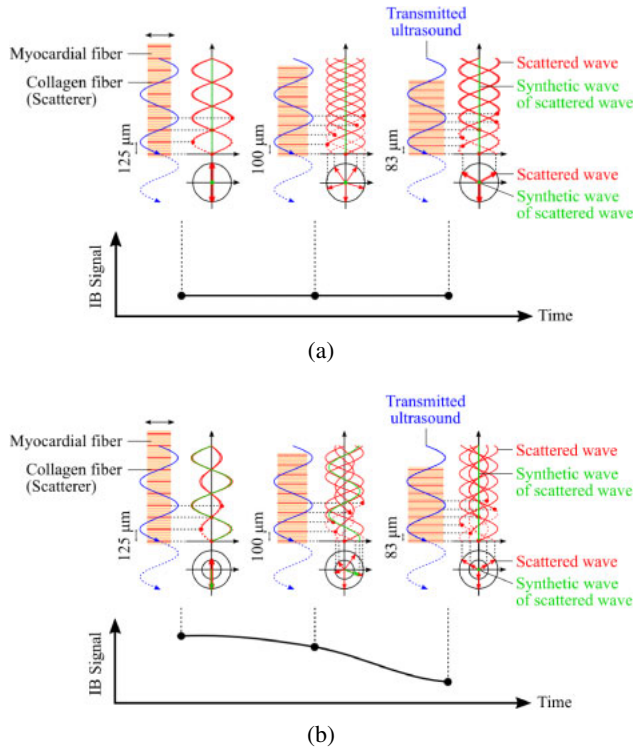 Transmitted
ultrasound
Myocardial fiber
Collagen fiber
(Scatterer)
Scattered wave
Synthetic wave
of scattered wave
125 μm
100 μm
83 μm
Scattered wave
Synthetic wave
of scattered wave
IB Signal
Time
(a)
Transmitted
ultrasound
Myocardial fiber
Collagen fiber
(Scatterer)
Scattered wave
Synthetic wave
of scattered wave
125 μm
100 μm
83 μm
Scattered wave
Synthetic wave
of scattered wave
IB Signal
Time
(b)